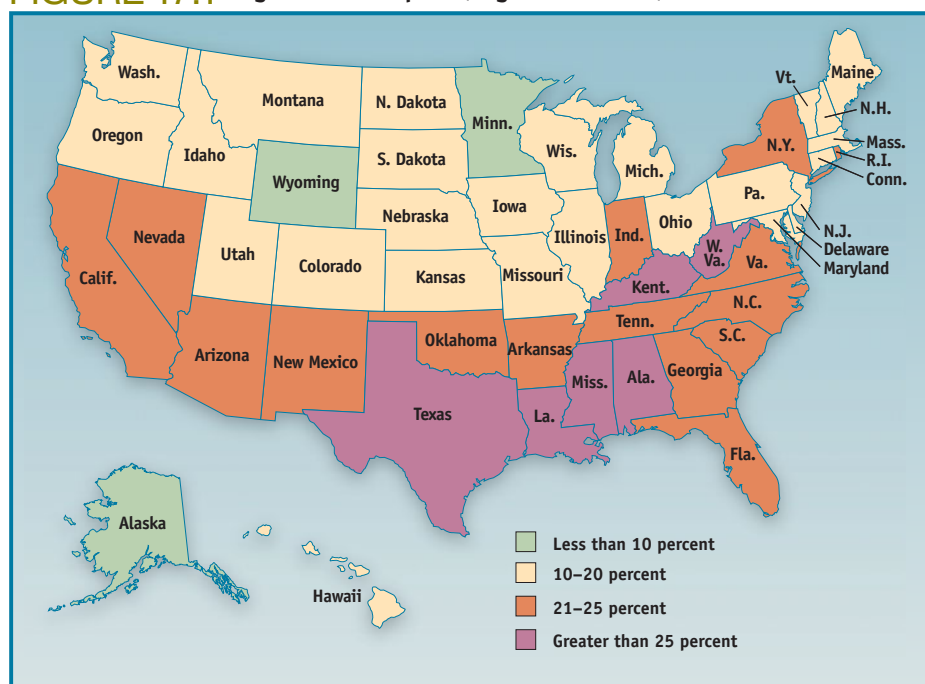 Wash.
Montana
N. Dakota
Minn.
Vt.
Maine
N.H.
Oregon
Idaho
S. Dakota
Wis.
Mich.
N.Y.
Mass.
R.I.
Conn.
Wyoming
Nebraska
Iowa
Pa.
Nevada
Utah
Colorado
Kansas
Missouri
Illinois
Ind.
Ohio
W.
Va.
Va.
N.J.
Delaware
Maryland
Calif.
Kent.
N.C.
Tenn.
S.C.
Arizona
New Mexico
Oklahoma
Arkansas
Miss.
Ala.
Georgia
Texas
La.
Fla.
Alaska
Hawaii
Less than 10 percent
10–20 percent
21–25 percent
Greater than 25 percent